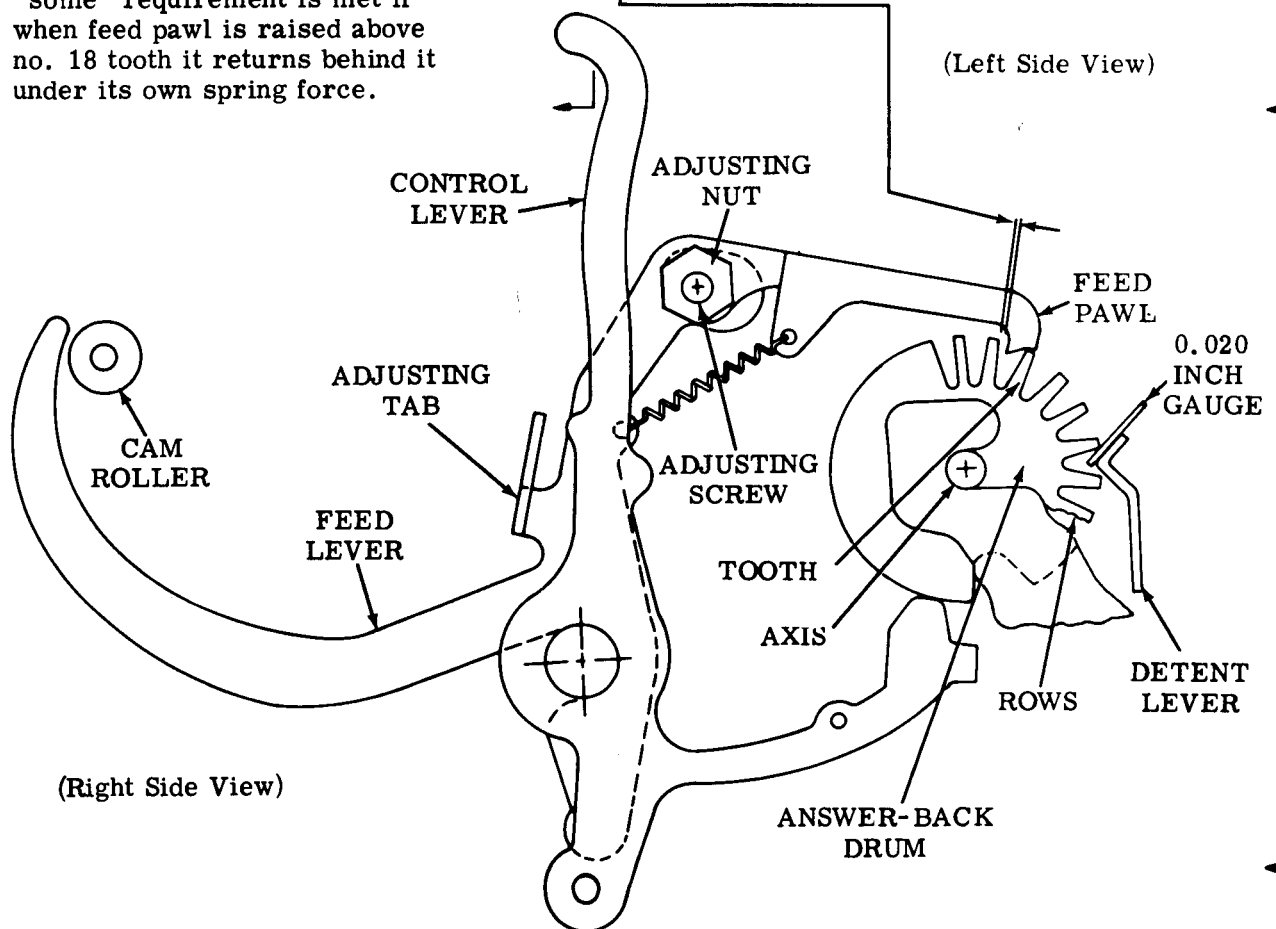 "some" requirement is met if
when feed pawl is raised above
no. 18 tooth it returns behind it
under its own spring force.
(Left Side View)
CONTROL
LEVER
ADJUSTING
NUT
FEED
PAWL
0.020
INCH
GAUGE
ADJUSTING
TAB
CAM
ROLLER
ADJUSTING
SCREW
FEED
LEVER
TOOTH
AXIS
ROWS
DETENT
LEVER
(Right Side View)
ANSWER-BACK
DRUM